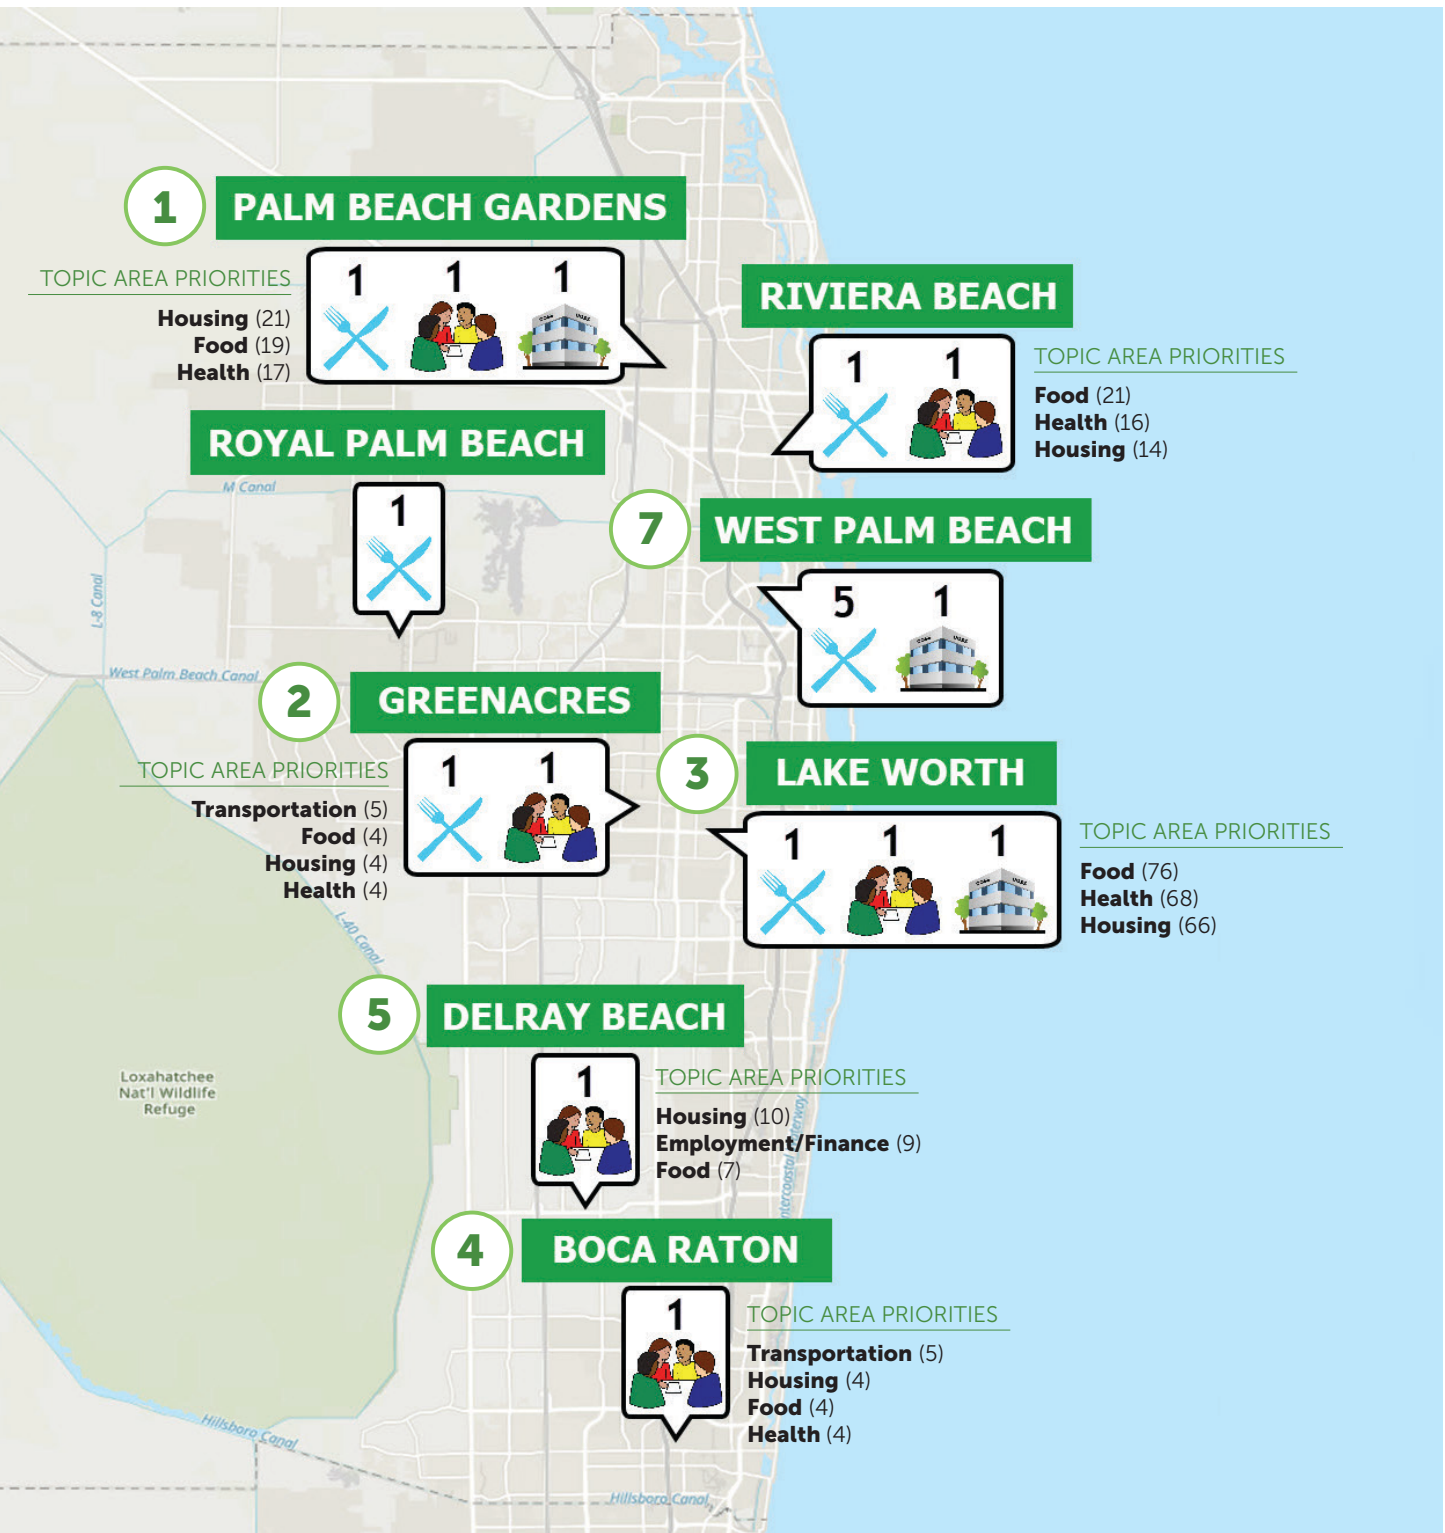 1
PALM BEACH GARDENS
TOPIC AREA PRIORITIES
Housing (21)
Food (19)
Health (17)
1 1 1
RIVIERA BEACH
1 1
TOPIC AREA PRIORITIES
Food (21)
Health (16)
Housing (14)
ROYAL PALM BEACH
M Canal
1
7
WEST PALM BEACH
5 1
L-8 Canal
West Palm Beach Canal
2
GREENACRES
TOPIC AREA PRIORITIES
Transportation (5)
Food (4)
Housing (4)
Health (4)
1 1
3
LAKE WORTH
1 1 1
TOPIC AREA PRIORITIES
Food (76)
Health (68)
Housing (66)
L-40 Canal
5
DELRAY BEACH
1
TOPIC AREA PRIORITIES
Housing (10)
Employment/Finance (9)
Food (7)
Loxahatchee
Nat'l Wildlife
Refuge
4
BOCA RATON
1
TOPIC AREA PRIORITIES
Transportation (5)
Housing (4)
Food (4)
Health (4)
Hillsboro Canal
Hillsboro Canal